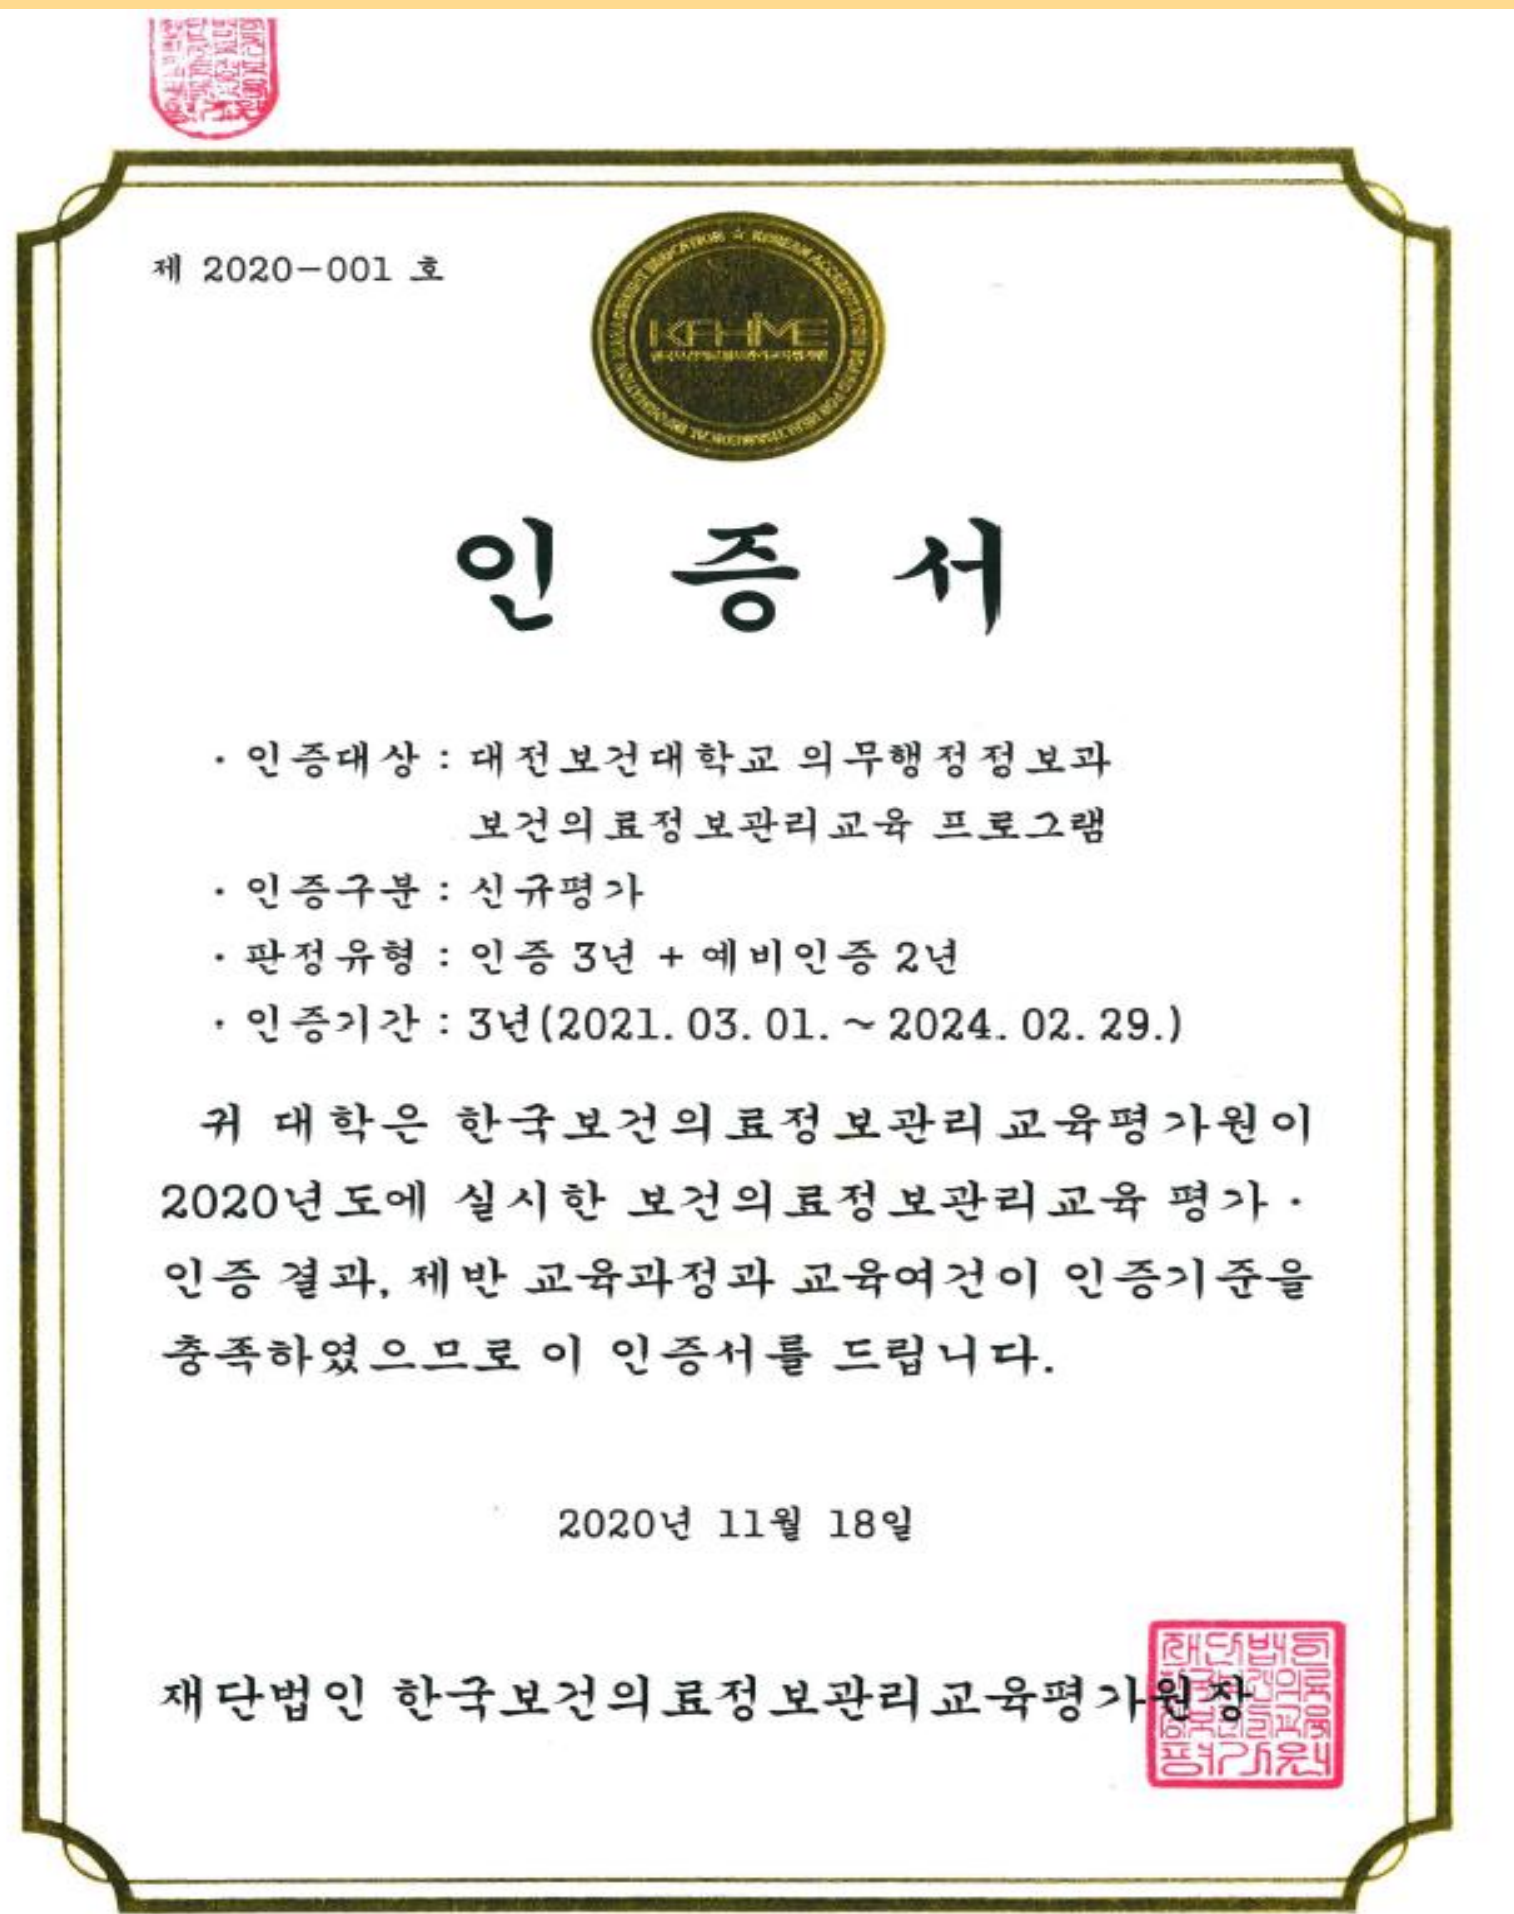 제 2020-001 호
인 증 서
· 인증대상 : 대전보건대학교 의무행정정보과
보건의료정보관리교육 프로그램
· 인증구분 : 신규평가
· 판정유형 : 인증 3년 + 예비인증 2년
· 인증기간 : 3년(2021. 03. 01. ~ 2024. 02. 29.)
귀 대학은 한국보건의료정보관리교육평가원이
2020년도에 실시한 보건의료정보관리교육 평가 ·
인증 결과, 제반 교육과정과 교육여건이 인증기준을
충족하였으므로 이 인증서를 드립니다.
2020년 11월 18일
재단법인 한국보건의료정보관리교육평가원장